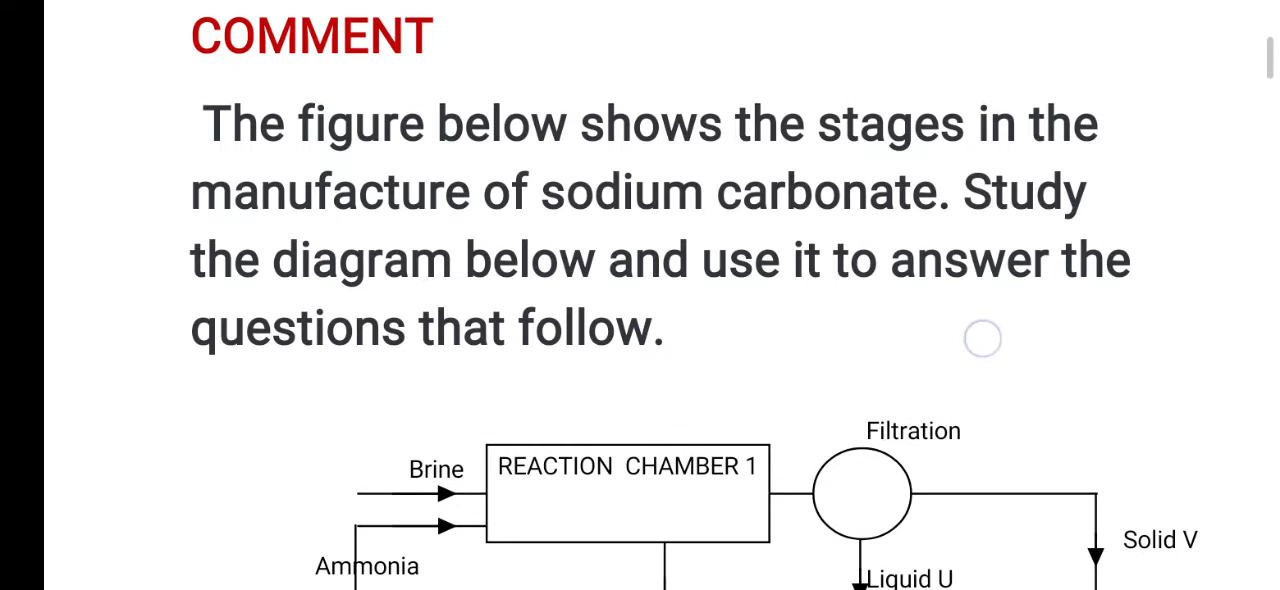 COMMENT
The figure below shows the stages in the
manufacture of sodium carbonate. Study
the diagram below and use it to answer the
questions that follow.
Filtration
Brine
REACTION CHAMBER 1
Solid V
Ammonia
Liquid U